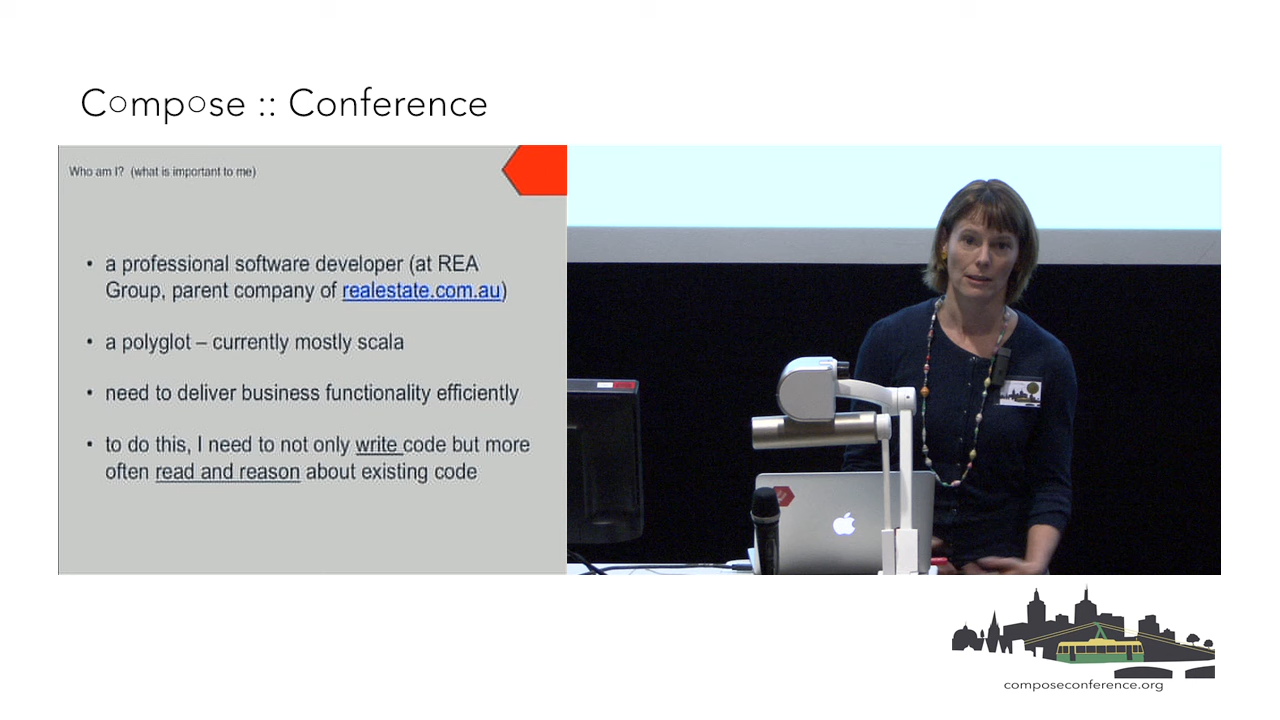 Compose :: Conference
Who am I? (what is important to me)
• a professional software developer (at REA
Group, parent company of realestate.com.au)
• a polyglot – currently mostly scala
• need to deliver business functionality efficiently
• to do this, I need to not only write code but more
often read and reason about existing code
composeconference.org